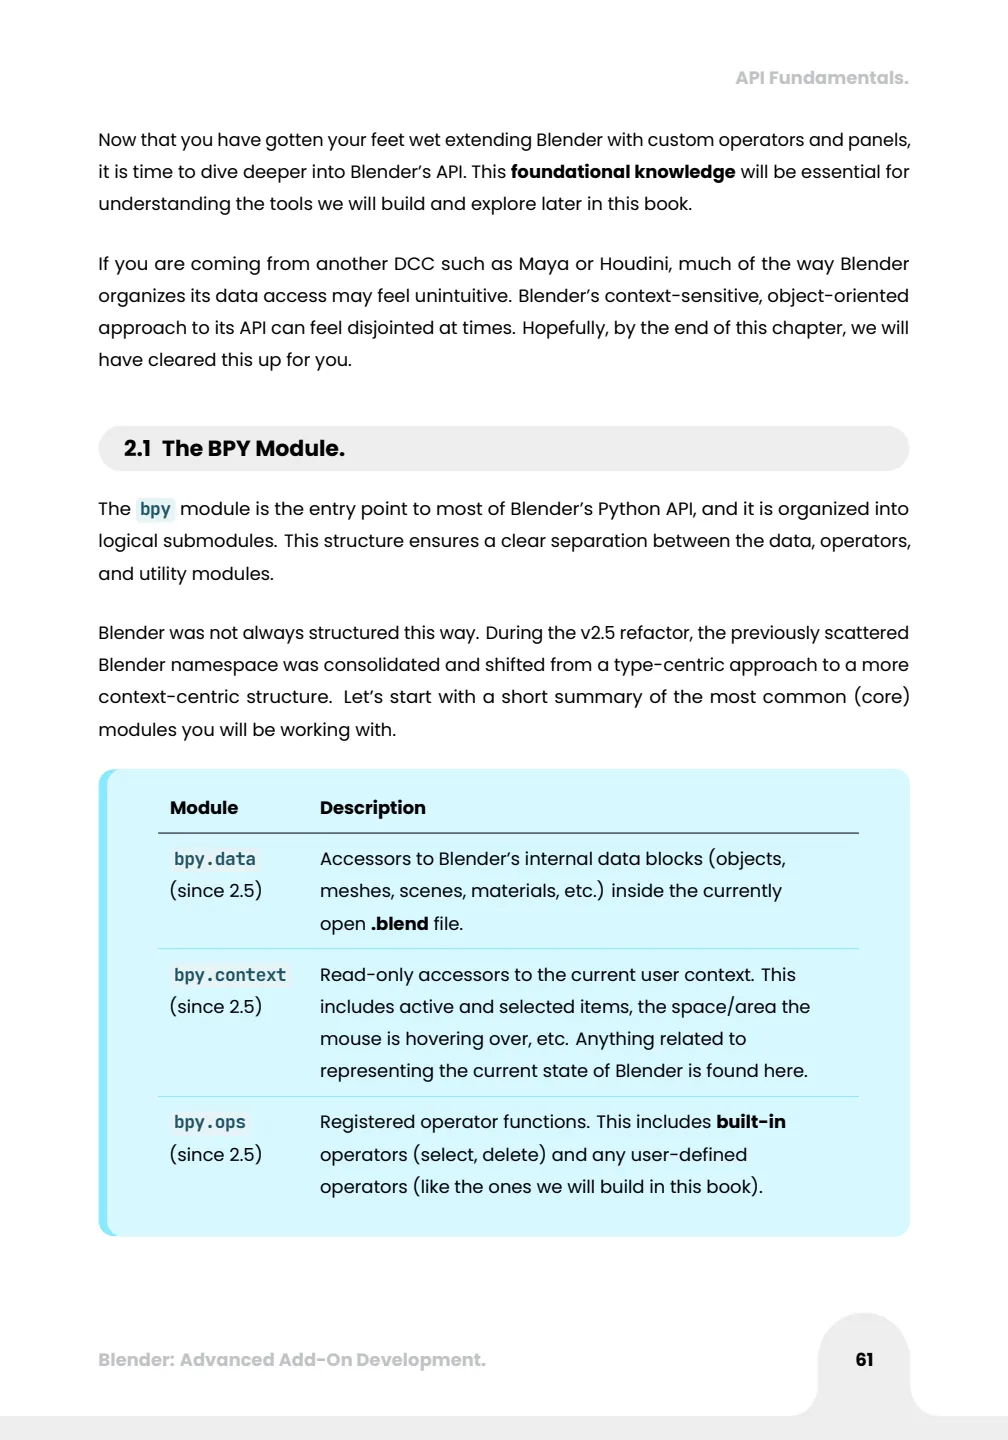 API Fundamentals.
Now that you have gotten your feet wet extending Blender with custom operators and panels,
it is time to dive deeper into Blender's API. This foundational knowledge will be essential for
understanding the tools we will build and explore later in this book.
If you are coming from another DCC such as Maya or Houdini, much of the way Blender
organizes its data access may feel unintuitive. Blender's context-sensitive, object-oriented
approach to its API can feel disjointed at times. Hopefully, by the end of this chapter, we will
have cleared this up for you.
2.1 The BPY Module.
The bpy module is the entry point to most of Blender's Python API, and it is organized into
logical submodules. This structure ensures a clear separation between the data, operators,
and utility modules.
Blender was not always structured this way. During the v2.5 refactor, the previously scattered
Blender namespace was consolidated and shifted from a type-centric approach to a more
context-centric structure. Let's start with a short summary of the most common (core)
modules you will be working with.
Module Description
bpy.data Accessors to Blender's internal data blocks (objects,
(since 2.5) meshes, scenes, materials, etc.) inside the currently
open .blend file.
bpy.context Read-only accessors to the current user context. This
(since 2.5) includes active and selected items, the space/area the
mouse is hovering over, etc. Anything related to
representing the current state of Blender is found here.
bpy.ops Registered operator functions. This includes built-in
(since 2.5) operators (select, delete) and any user-defined
operators (like the ones we will build in this book).
Blender: Advanced Add-On Development. 61